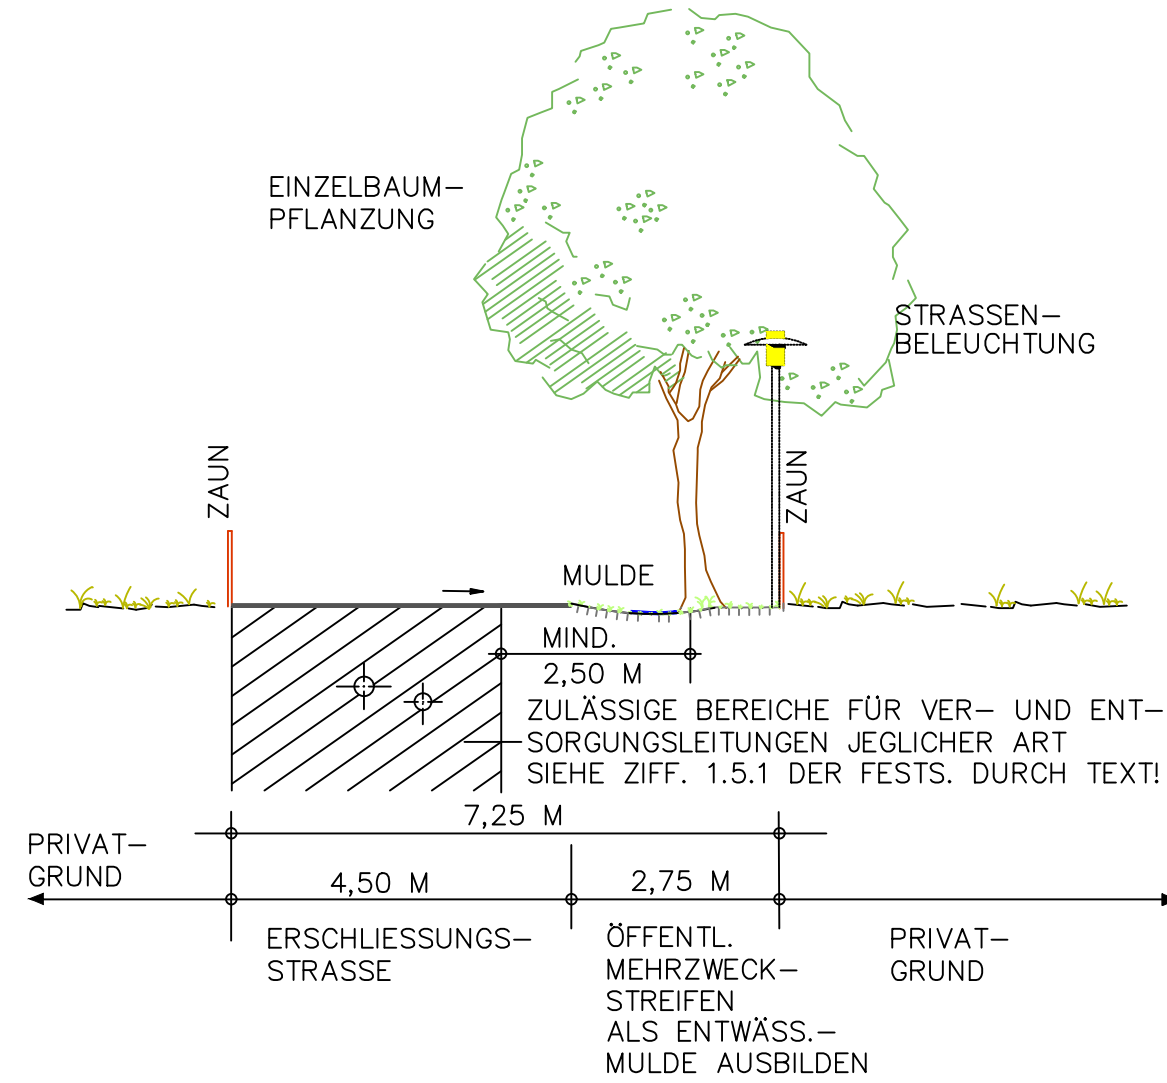 EINZELBAUM–
PFLANZUNG
STRASSEN–
BELEUCHTUNG
ZAUN
ZAUN
MULDE
MIND.
2,50 M
ZULÄSSIGE BEREICHE FÜR VER– UND ENT–
SORGUNGSLEITUNGEN JEGLICHER ART
SIEHE ZIFF. 1.5.1 DER FESTS. DURCH TEXT!
7,25 M
PRIVAT–
GRUND
4,50 M
2,75 M
ERSCHLIESSUNGS–
STRASSE
ÖFFENTL.
MEHRZWECK–
STREIFEN
ALS ENTWÄSS.–
MULDE AUSBILDEN
PRIVAT–
GRUND